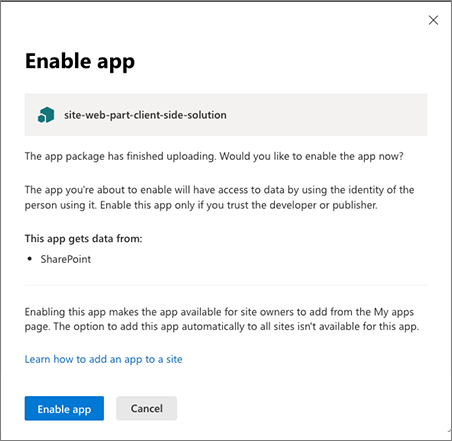 Enable app
site-web-part-client-side-solution
The app package has finished uploading. Would you like to enable the app now?
The app you're about to enable will have access to data by using the identity of the
person using it. Enable this app only if you trust the developer or publisher.
This app gets data from:
• SharePoint
Enabling this app makes the app available for site owners to add from the My apps
page. The option to add this app automatically to all sites isn't available for this app.
Learn how to add an app to a site
Enable app
Cancel